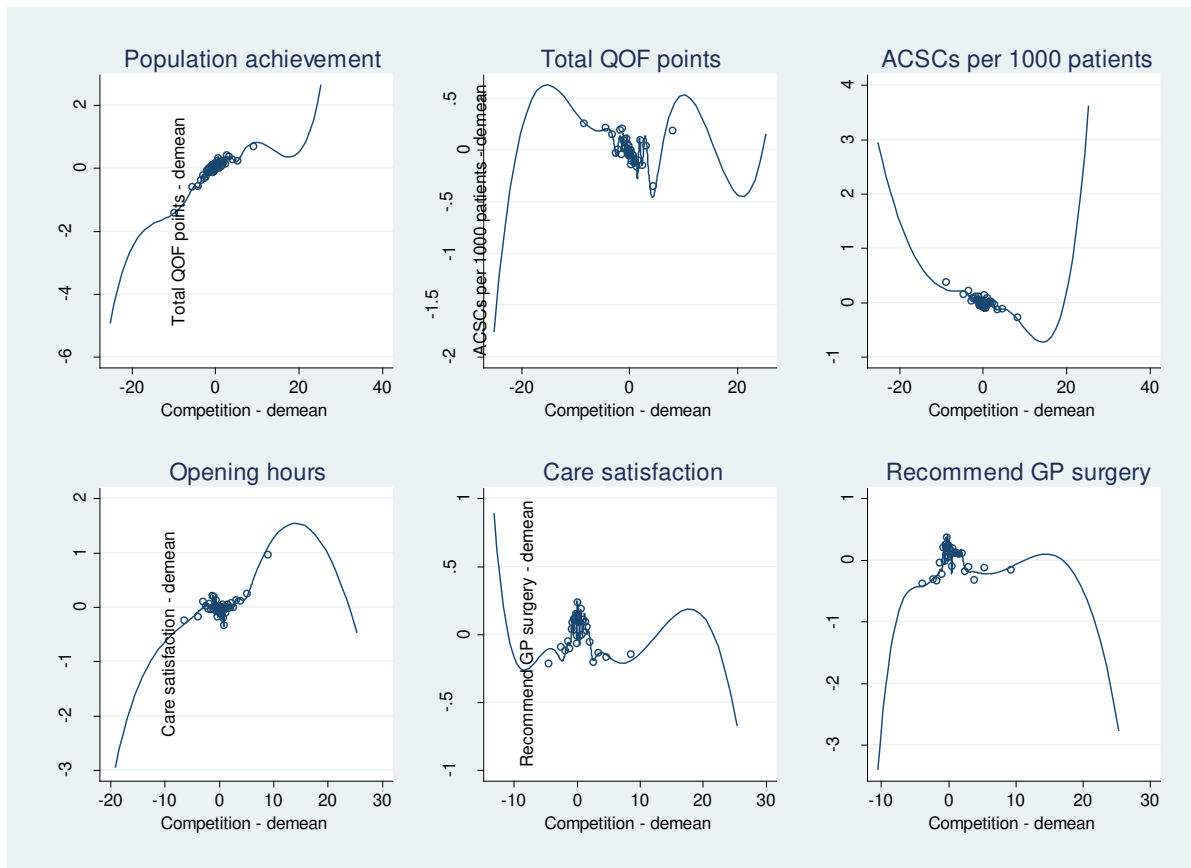 Population achievement
Total QOF points - demean
2
0
-2
-4
-6
-20 0 20 40
Competition - demean
Total QOF points
ACSCs per 1000 patients - demean
.5
0
-.5
-1
-1.5
-2
-20 0 20
Competition - demean
ACSCs per 1000 patients
4
3
2
1
0
-1
-20 0 20 40
Competition - demean
Opening hours
Care satisfaction - demean
2
1
0
-1
-2
-3
-20 -10 0 10 20 30
Competition - demean
Care satisfaction
Recommend GP surgery - demean
1
.5
0
-.5
-1
-10 0 10 20 30
Competition - demean
Recommend GP surgery
1
0
-1
-2
-3
-10 0 10 20 30
Competition - demean